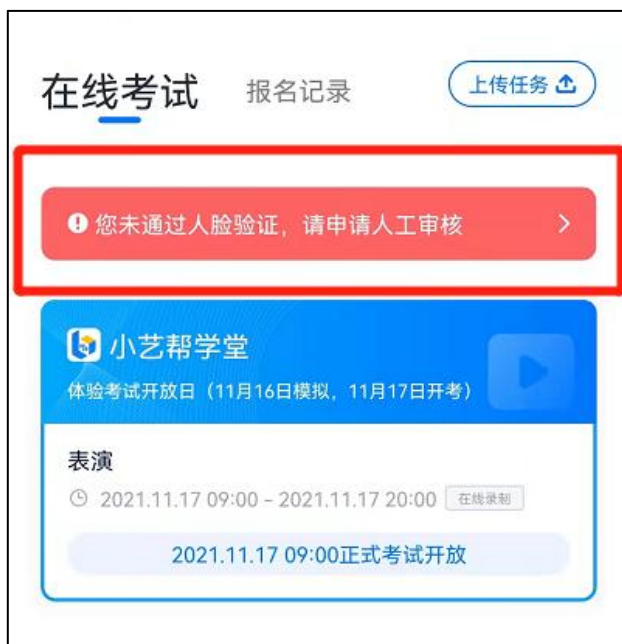 在线考试 报名记录 上传任务
您未通过人脸验证，请申请人工审核
小艺帮学堂
体验考试开放日（11月16日模拟，11月17日开考）
表演
2021.11.17 09:00 - 2021.11.17 20:00 在线录制
2021.11.17 09:00正式考试开放